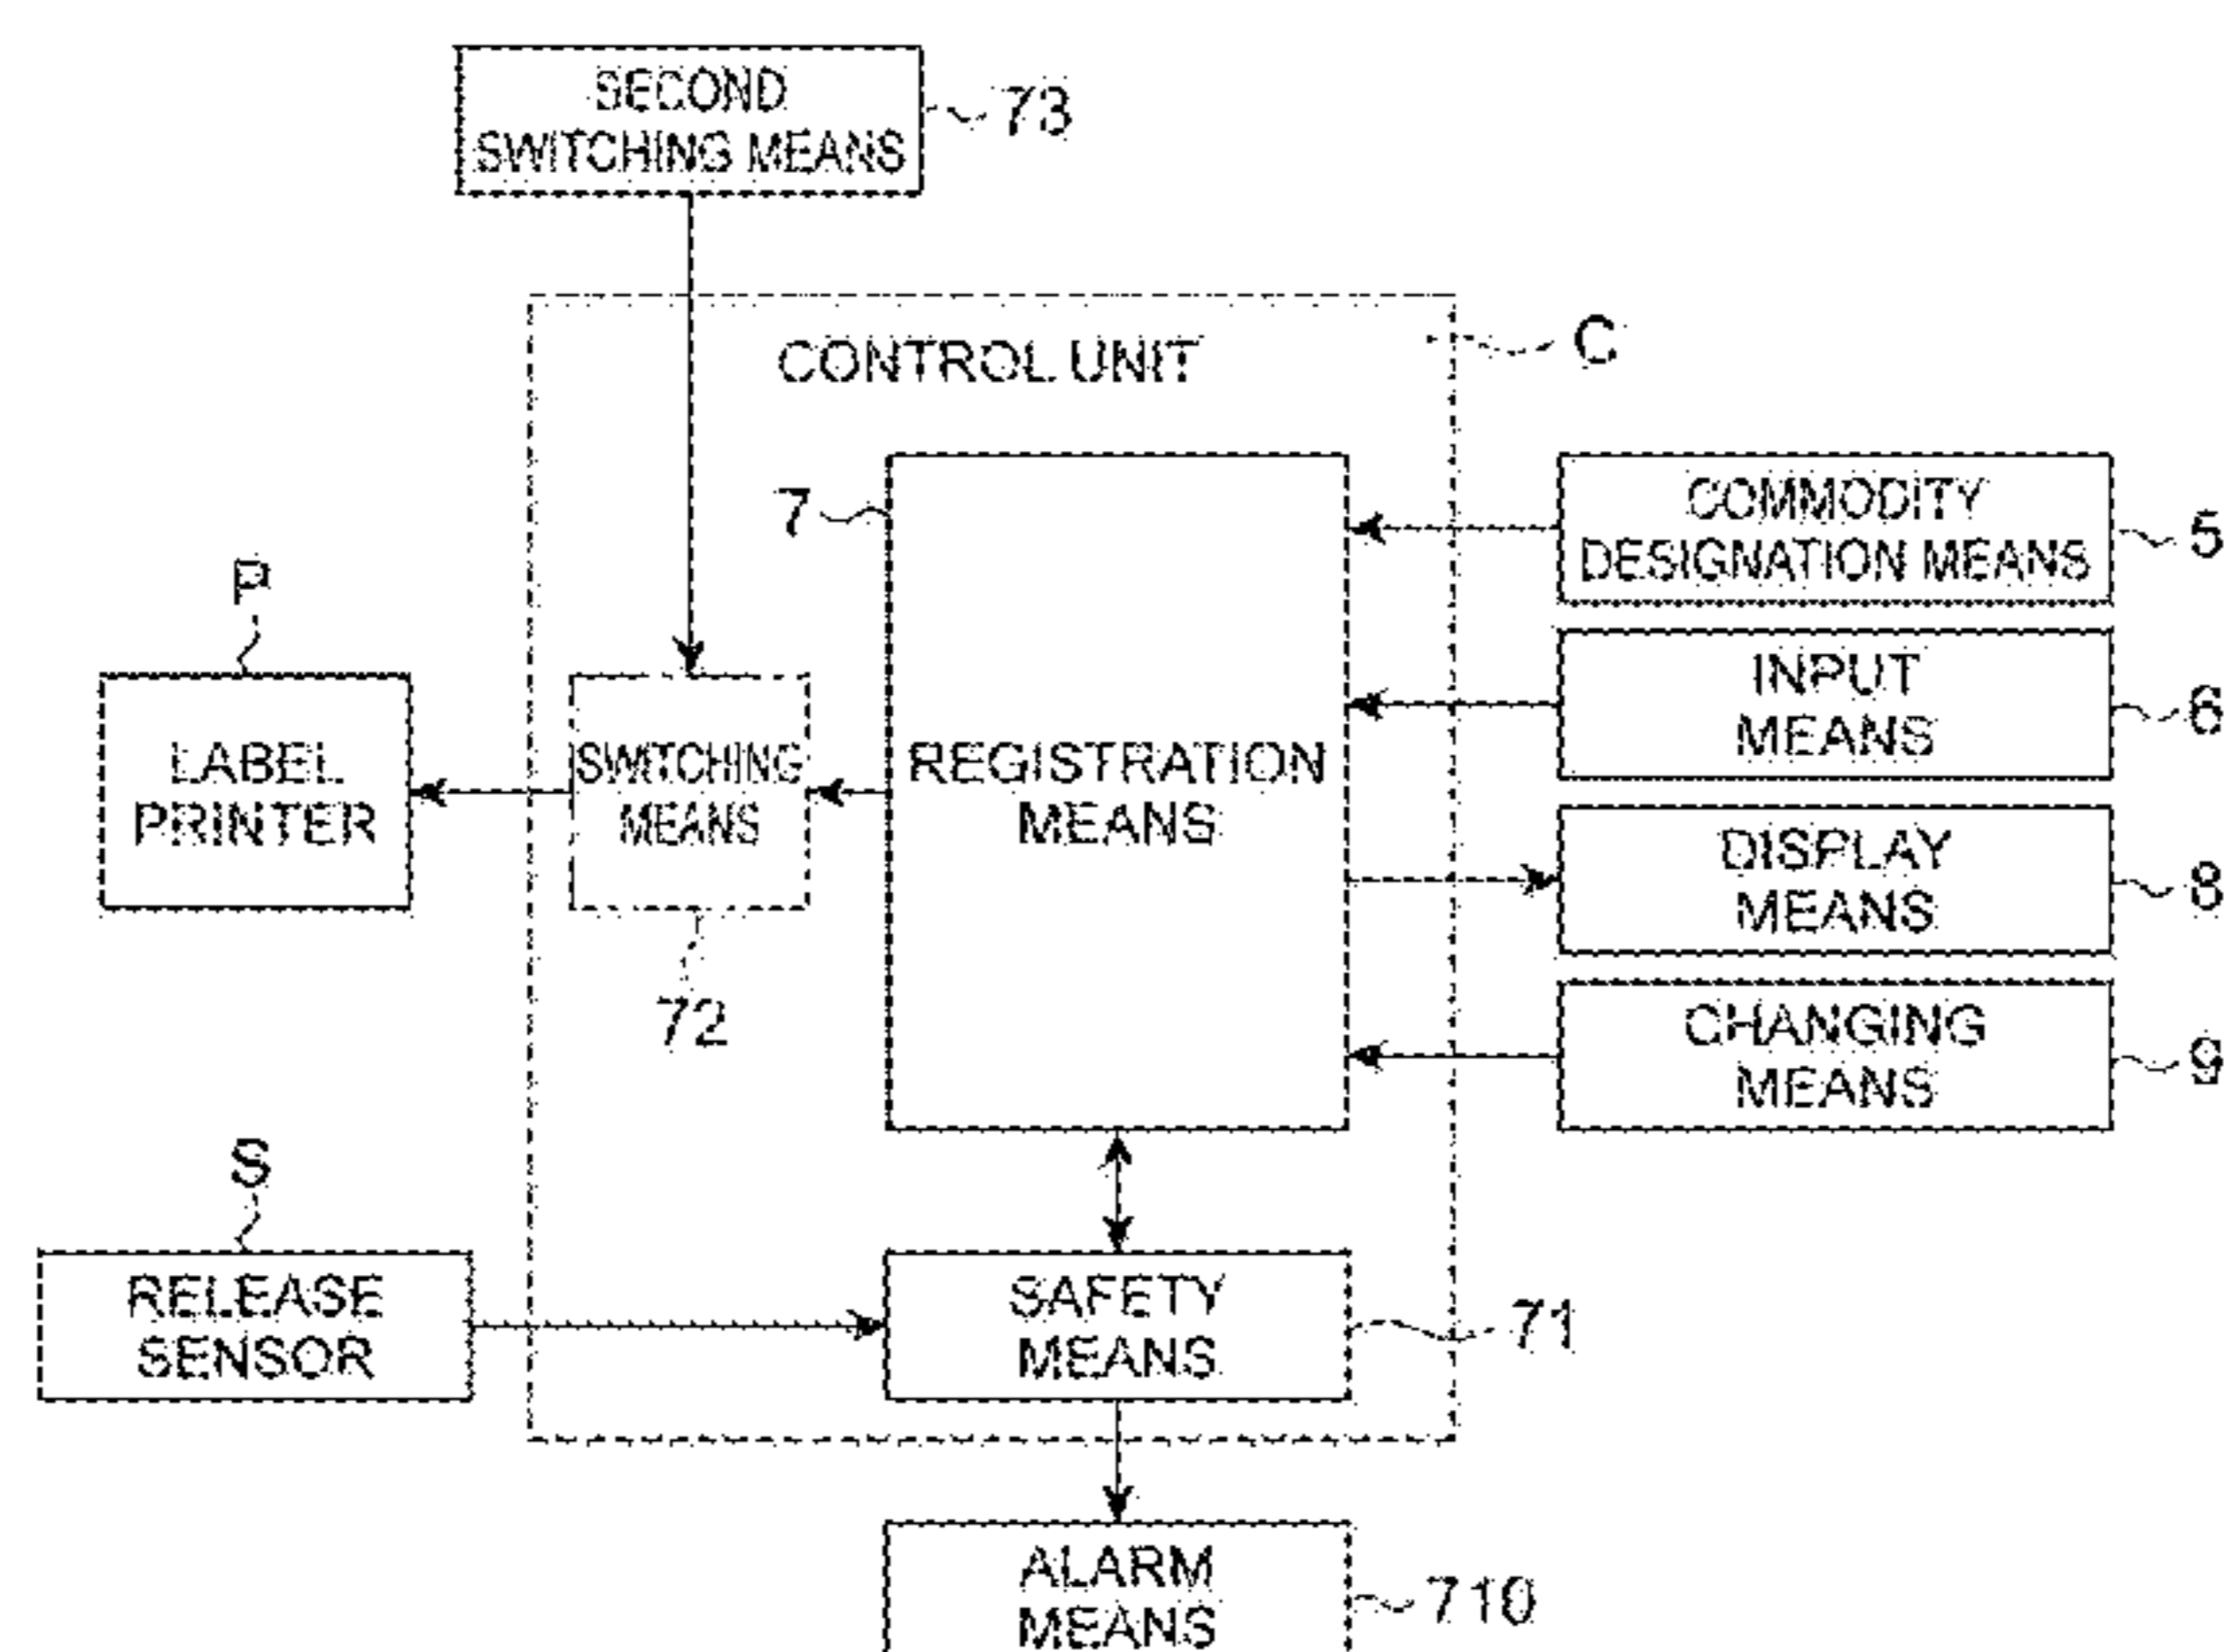 SECOND
SWITCHING MEANS
73
CONTROL UNIT
C
7
COMMODITY
DESIGNATION MEANS
5
P
INPUT
MEANS
6
LABEL
PRINTER
SWITCHING
MEANS
REGISTRATION
MEANS
DISPLAY
MEANS
8
72
CHANGING
MEANS
9
S
RELEASE
SENSOR
SAFETY
MEANS
71
ALARM
MEANS
710